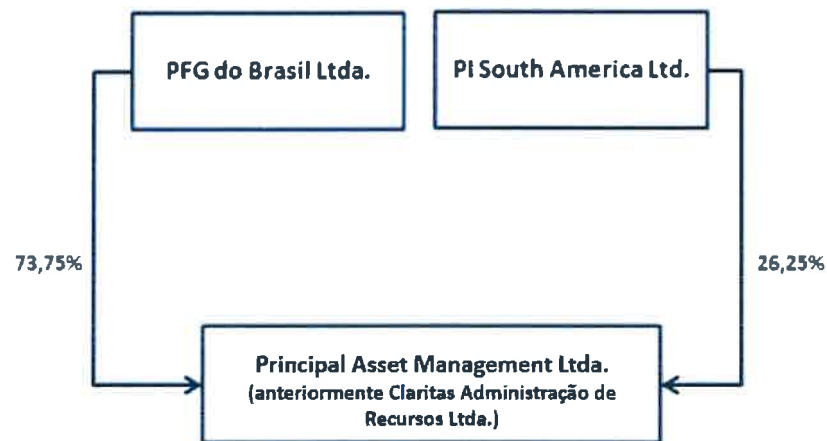 PFG do Brasil Ltda.
PI South America Ltd.
73,75%
26,25%
Principal Asset Management Ltda.
(anteriormente Claritas Administração de
Recursos Ltda.)